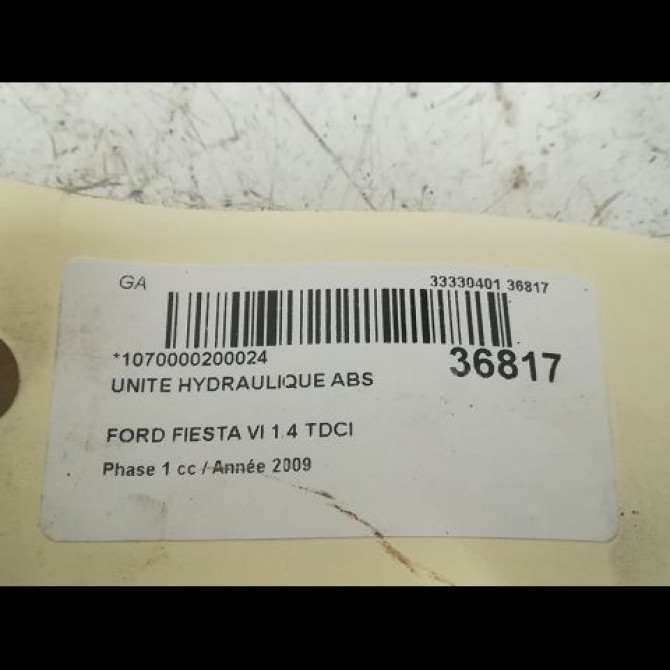 GA 33330401 36817
*1070000200024 36817
UNITE HYDRAULIQUE ABS
FORD FIESTA VI 1.4 TDCI
Phase 1 cc / Année 2009